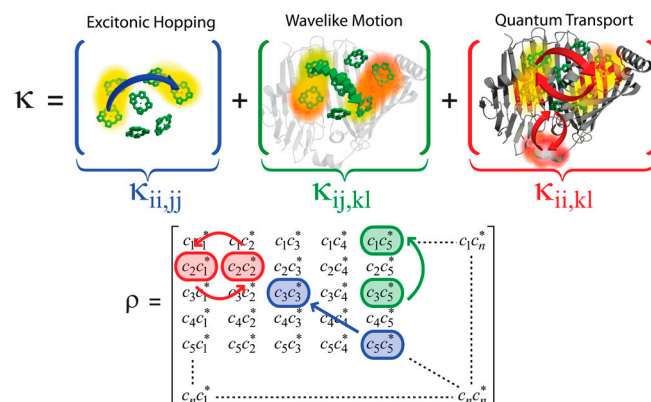 Excitonic Hopping Wavelike Motion Quantum Transport
κ = + +
κii,jj κij,kl κii,kl
c₁c₁* c₁c₂* c₁c₃* c₁c₄* c₁c₅* c₁cₙ*
c₂c₁* c₂c₂* c₂c₃* c₂c₄* c₂c₅*
ρ = c₃c₁* c₃c₂* c₃c₃* c₃c₄* c₃c₅*
c₄c₁* c₄c₂* c₄c₃* c₄c₄* c₄c₅*
c₅c₁* c₅c₂* c₅c₃* c₅c₄* c₅c₅*
cₙc₁* cₙcₙ*